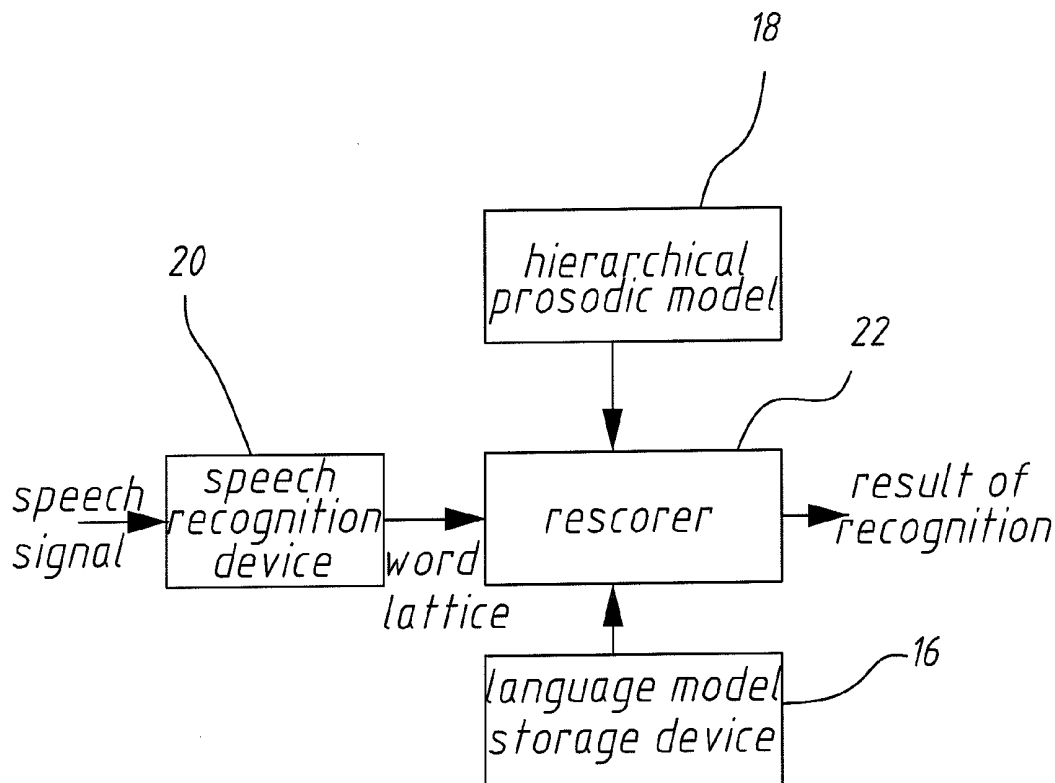 18
hierarchical
prosodic model
20
22
speech
signal
speech
recognition
device
word
lattice
rescorer
result of
recognition
16
language model
storage device